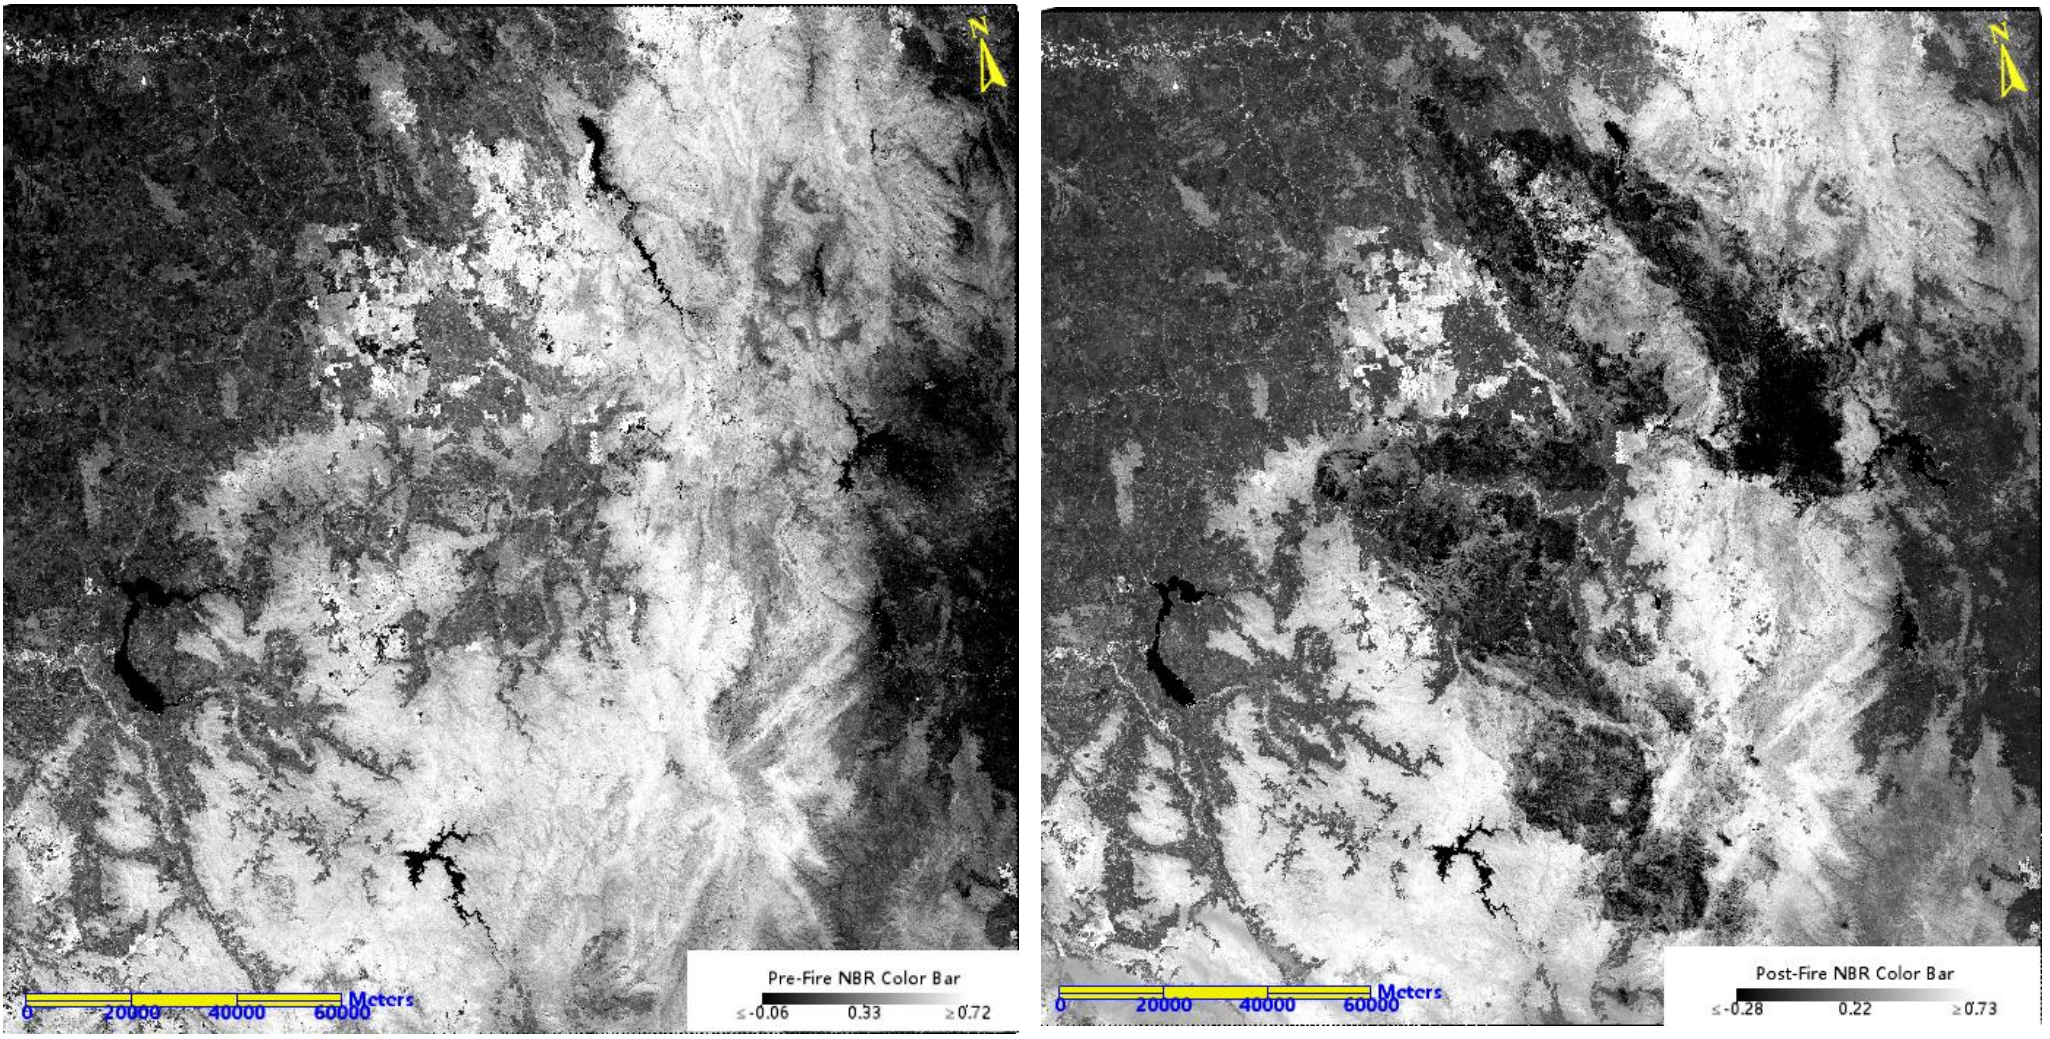 N
N
Pre-Fire NBR Color Bar
≤-0.06 0.33 ≥0.72
0 20000 40000 60000 Meters
Post-Fire NBR Color Bar
≤-0.28 0.22 ≥0.73
0 20000 40000 60000 Meters